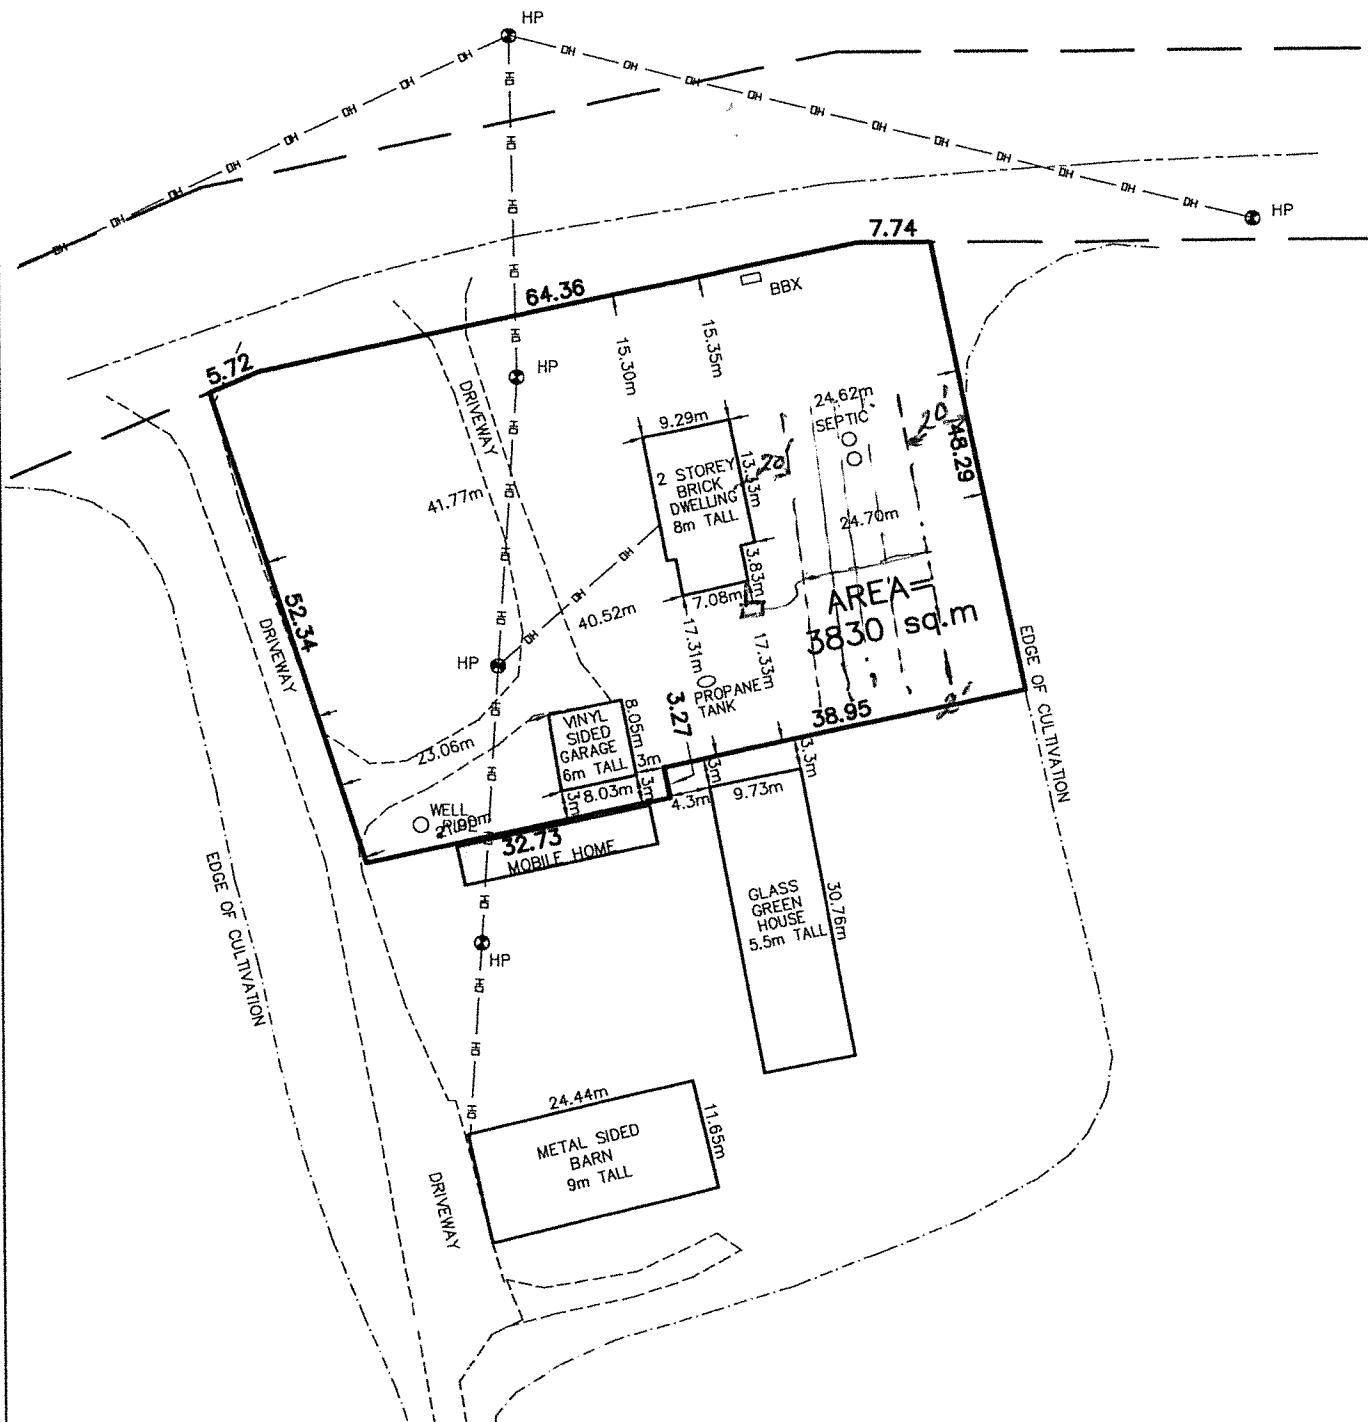 HP
HP
7.74
BBX
64.36
15.35m
15.30m
HP
5.72
DRIVEWAY
9.29m
24.62m
SEPTIC
20'
48.29
2 STOREY
BRICK
DWELLING
8m TALL
13.33m
20'
41.77m
24.70m
OH
3.83m
7.08m
AREA=
3830 sq.m
52.34
DRIVEWAY
40.52m
HP
OH
17.31m
17.33m
PROPANE
TANK
3.27
38.95
EDGE OF CULTIVATION
VINYL
SIDED
GARAGE
6m TALL
8.05m
23.06m
3m
3m
3m
8.03m
3m
3.3m
4.3m
9.73m
WELL
32.73
MOBILE HOME
EDGE OF CULTIVATION
GLASS
GREEN
HOUSE
5.5m TALL
30.76m
HP
24.44m
11.65m
METAL SIDED
BARN
9m TALL
DRIVEWAY